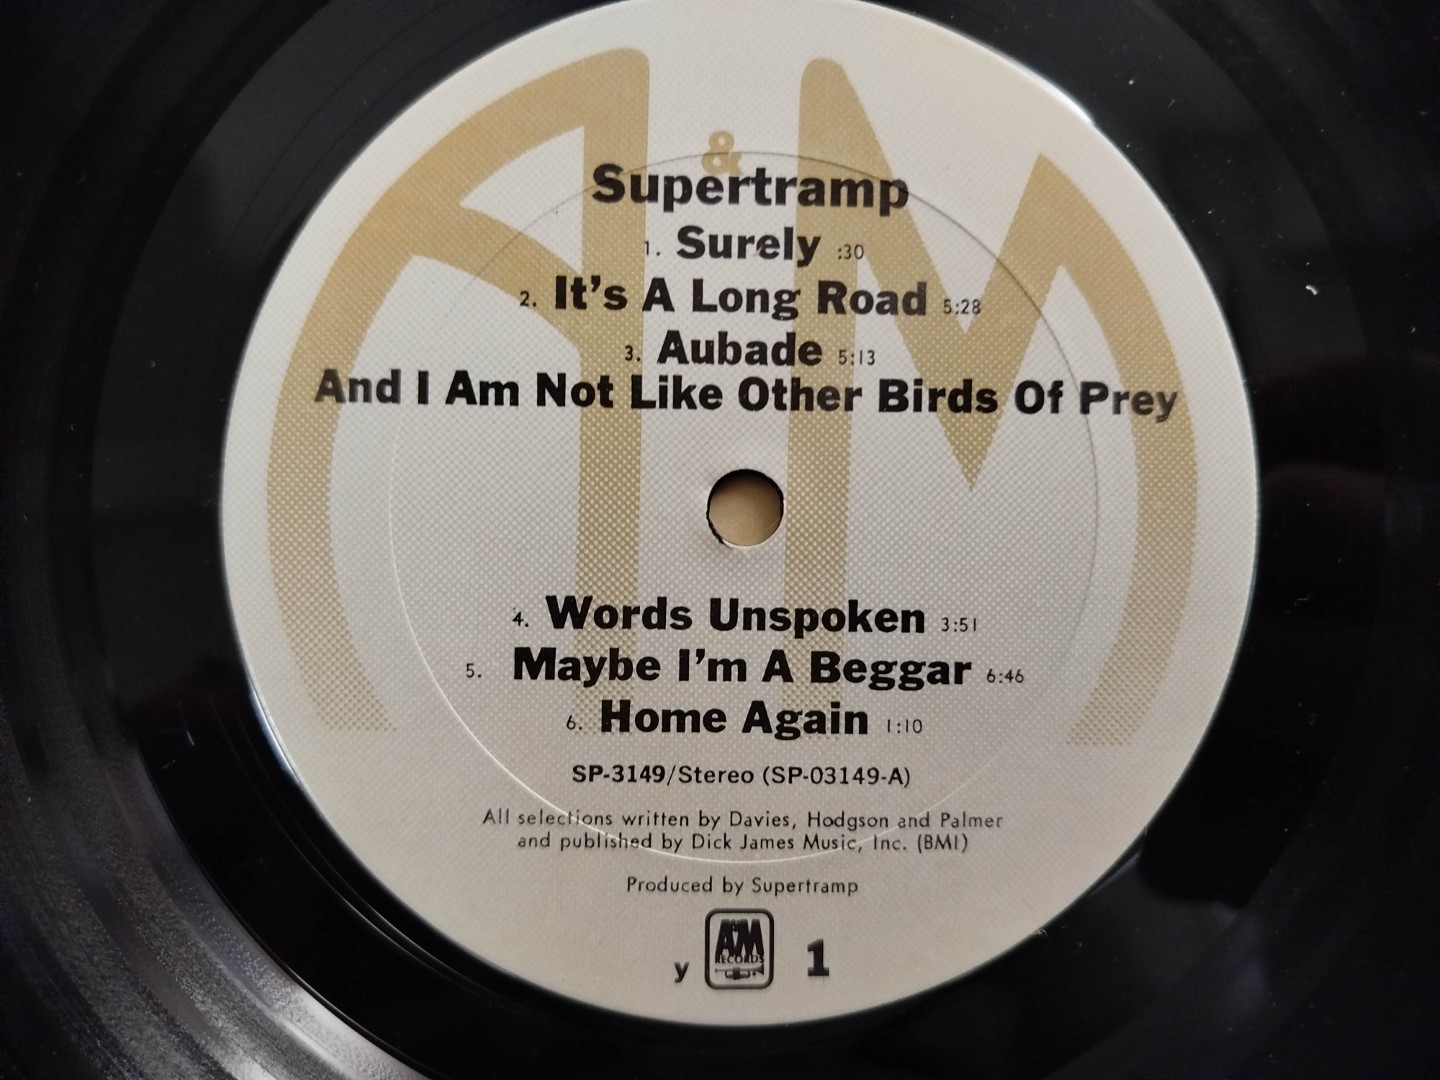 A & M
Supertramp
1. Surely :30
2. It's A Long Road 5:28
3. Aubade 5:13
And I Am Not Like Other Birds Of Prey
4. Words Unspoken 3:51
5. Maybe I'm A Beggar 6:46
6. Home Again 1:10
SP-3149/Stereo (SP-03149-A)
All selections written by Davies, Hodgson and Palmer
and published by Dick James Music, Inc. (BMI)
Produced by Supertramp
y A&M RECORDS 1